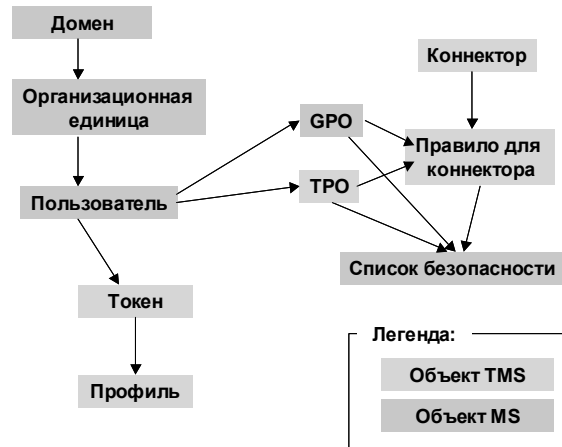 Домен
Организационная
единица
Пользователь
Токен
Профиль
GPO
TPO
Коннектор
Правило для
коннектора
Список безопасности
Легенда:
Объект TMS
Объект MS